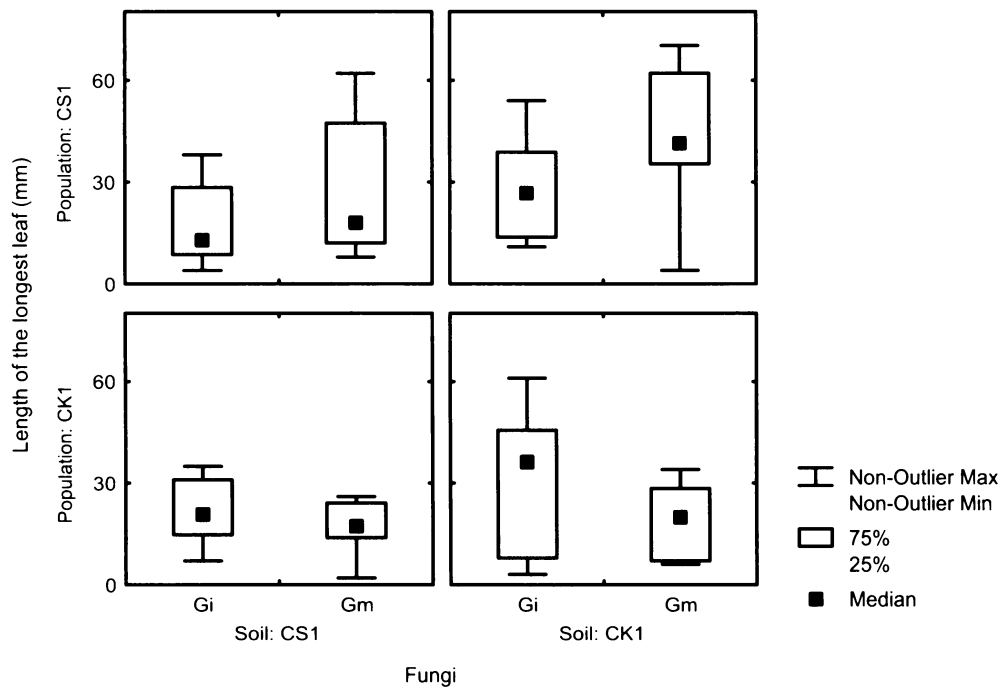 Length of the longest leaf (mm)
Population: CS1
60
30
0
Population: CK1
60
30
0
Gi
Gm
Gi
Gm
Soil: CS1
Soil: CK1
Fungi
Non-Outlier Max
Non-Outlier Min
75%
25%
Median